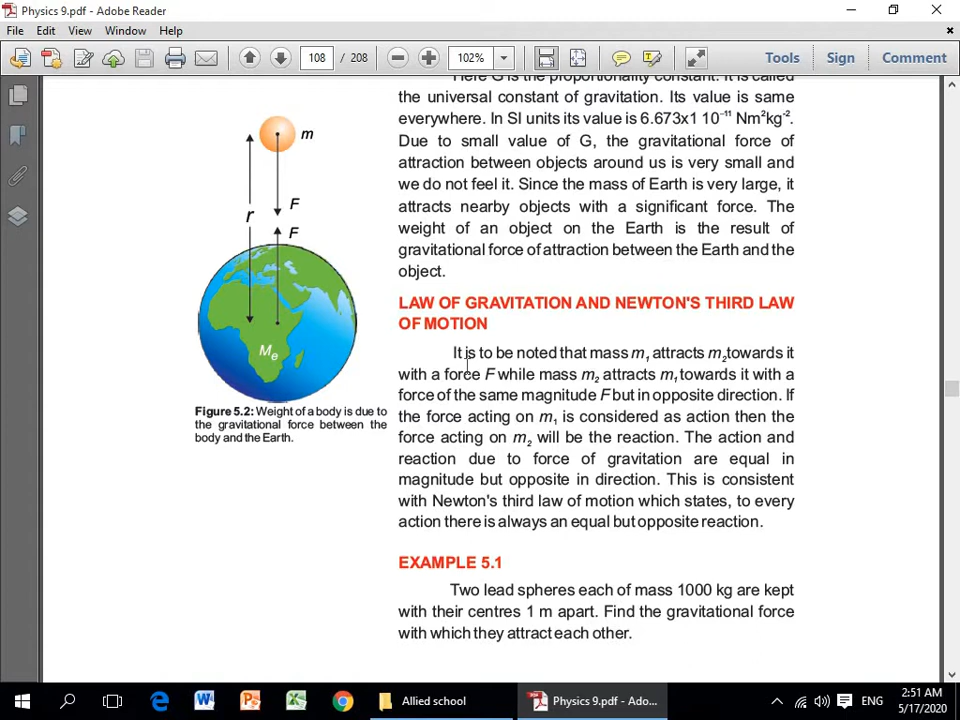 Physics 9.pdf - Adobe Reader
File Edit View Window Help
108 / 208 102% Tools Sign Comment
Here G is the proportionality constant. It is called
the universal constant of gravitation. Its value is same
everywhere. In SI units its value is 6.673x1 10⁻¹¹ Nm²kg⁻².
Due to small value of G, the gravitational force of
attraction between objects around us is very small and
we do not feel it. Since the mass of Earth is very large, it
attracts nearby objects with a significant force. The
weight of an object on the Earth is the result of
gravitational force of attraction between the Earth and the
object.
m
F
r
F
Me
Figure 5.2: Weight of a body is due to
the gravitational force between the
body and the Earth.
LAW OF GRAVITATION AND NEWTON'S THIRD LAW
OF MOTION
It is to be noted that mass m₁ attracts m₂ towards it
with a force F while mass m₂ attracts m₁ towards it with a
force of the same magnitude F but in opposite direction. If
the force acting on m₁ is considered as action then the
force acting on m₂ will be the reaction. The action and
reaction due to force of gravitation are equal in
magnitude but opposite in direction. This is consistent
with Newton's third law of motion which states, to every
action there is always an equal but opposite reaction.
EXAMPLE 5.1
Two lead spheres each of mass 1000 kg are kept
with their centres 1 m apart. Find the gravitational force
with which they attract each other.
Allied school Physics 9.pdf - Ado... ENG 2:51 AM
5/17/2020